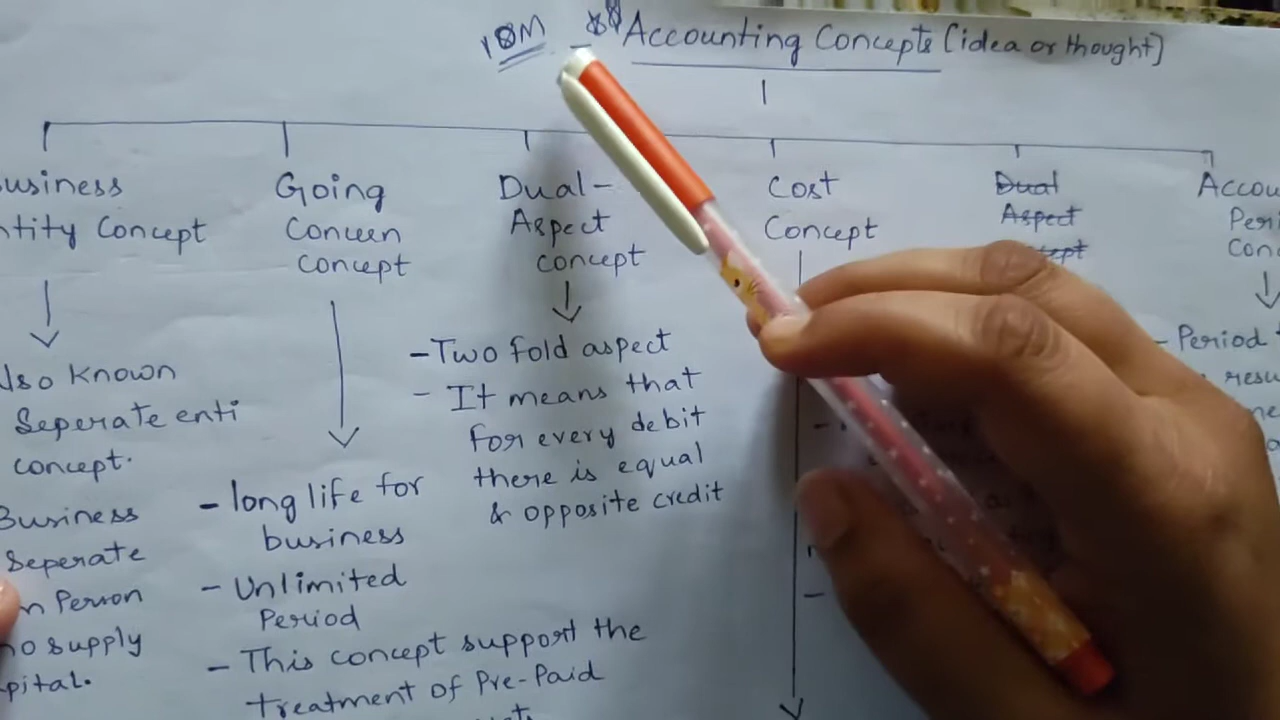 10M Accounting Concepts [idea or thought]
usiness
ntity Concept
Going
Concern
concept
Dual-
Aspect
concept
Cost
Concept
Dual
Aspect
Accou
Peri
Con
lso known
Seperate enti
concept.
Business
Seperate
n Person
ho supply
pital.
- long life for
business
- Unlimited
Period
- This concept support the
treatment of Pre-Paid
- Two fold aspect
- It means that
for every debit
there is equal
& opposite credit
- Period
resu